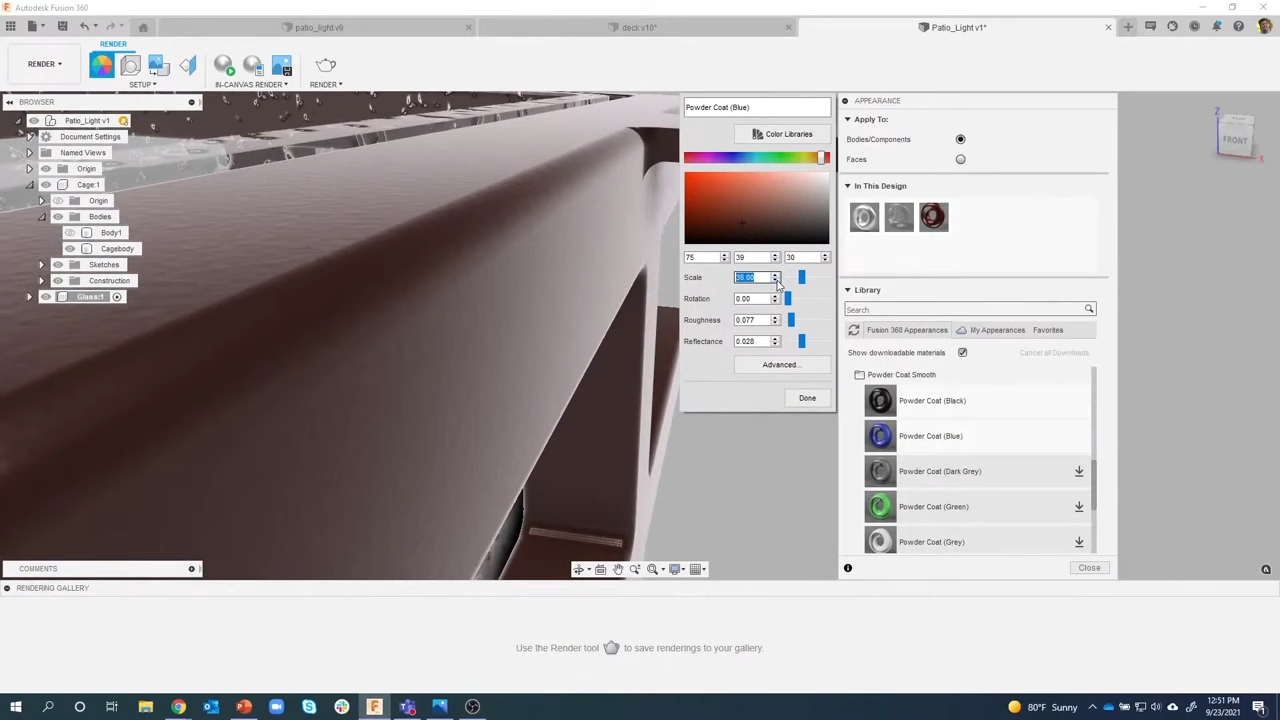 Autodesk Fusion 360
patio_light v9
deck v10*
Patio_Light v1*
RENDER
RENDER
SETUP
IN-CANVAS RENDER
RENDER
BROWSER
Patio_Light v1
Document Settings
Named Views
Origin
Cage:1
Origin
Bodies
Body1
Cagebody
Sketches
Construction
Glass:1
Powder Coat (Blue)
Color Libraries
75 39 30
Scale 35.00
Rotation 0.00
Roughness 0.077
Reflectance 0.028
Advanced...
Done
APPEARANCE
Apply To:
Bodies/Components
Faces
In This Design
Library
Search
Fusion 360 Appearances My Appearances Favorites
Show downloadable materials Cancel all Downloads
Powder Coat Smooth
Powder Coat (Black)
Powder Coat (Blue)
Powder Coat (Dark Grey)
Powder Coat (Green)
Powder Coat (Grey)
Close
Z
FRONT
COMMENTS
RENDERING GALLERY
Use the Render tool to save renderings to your gallery.
80°F Sunny
12:51 PM
9/23/2021